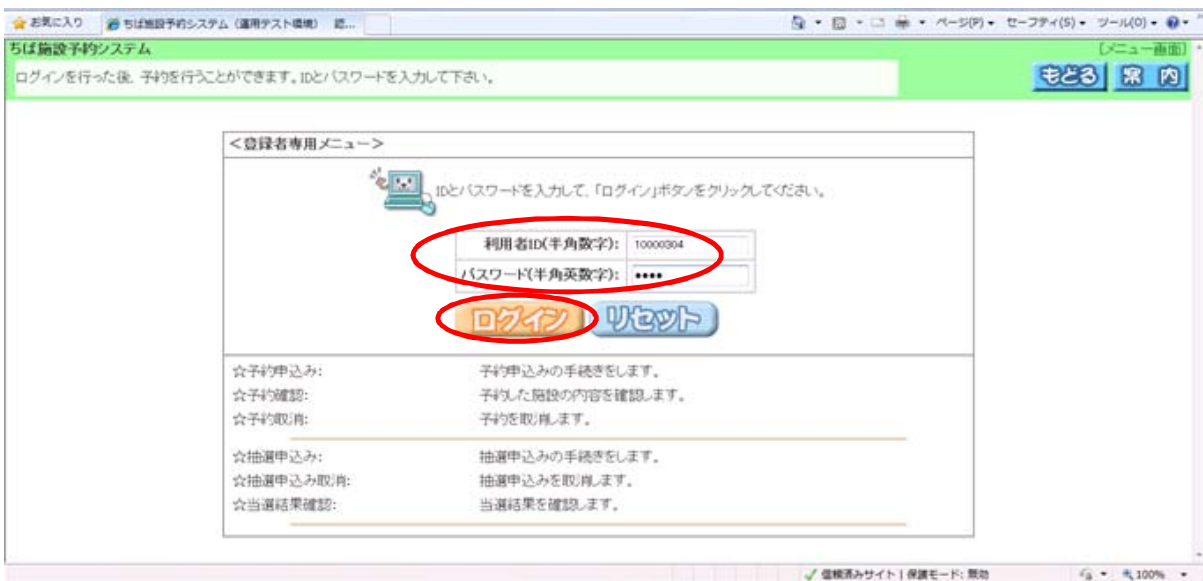 お気に入り ちば施設予約システム（運用テスト環境） 認... ページ(P) セーフティ(S) ツール(O)
ちば施設予約システム [メニュー画面]
ログインを行った後、予約を行うことができます。IDとパスワードを入力して下さい。 もどる 案内
＜登録者専用メニュー＞
IDとパスワードを入力して、「ログイン」ボタンをクリックしてください。
利用者ID(半角数字): 10000304
パスワード(半角英数字): ●●●●
ログイン リセット
☆予約申込み: 予約申込みの手続きをします。
☆予約確認: 予約した施設の内容を確認します。
☆予約取消: 予約を取消します。
☆抽選申込み: 抽選申込みの手続きをします。
☆抽選申込み取消: 抽選申込みを取消します。
☆当選結果確認: 当選結果を確認します。
信頼済みサイト | 保護モード: 無効 100%